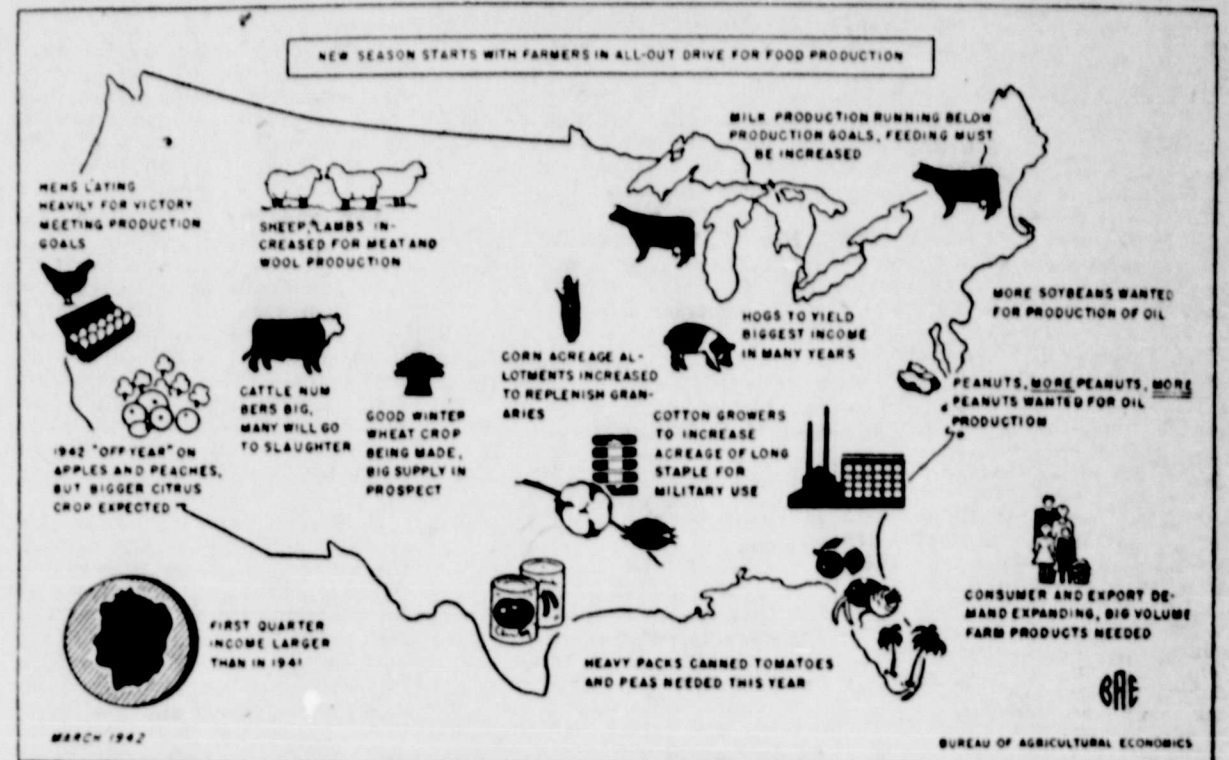 NEW SEASON STARTS WITH FARMERS IN ALL-OUT DRIVE FOR FOOD PRODUCTION
MILK PRODUCTION RUNNING BELOW
PRODUCTION GOALS, FEEDING MUST
BE INCREASED
HENS LAYING
HEAVILY FOR VICTORY
MEETING PRODUCTION
GOALS
SHEEP, LAMBS IN-
CREASED FOR MEAT AND
WOOL PRODUCTION
MORE SOYBEANS WANTED
FOR PRODUCTION OF OIL
HOGS TO YIELD
BIGGEST INCOME
IN MANY YEARS
CORN ACREAGE AL-
LOTMENTS INCREASED
TO REPLENISH GRAN-
ARIES
PEANUTS, MORE PEANUTS, MORE
PEANUTS WANTED FOR OIL
PRODUCTION
CATTLE NUM
BERS BIG,
MANY WILL GO
TO SLAUGHTER
GOOD WINTER
WHEAT CROP
BEING MADE,
BIG SUPPLY IN
PROSPECT
COTTON GROWERS
TO INCREASE
ACREAGE OF LONG
STAPLE FOR
MILITARY USE
1942 "OFF YEAR" ON
APPLES AND PEACHES,
BUT BIGGER CITRUS
CROP EXPECTED
CONSUMER AND EXPORT DE-
MAND EXPANDING, BIG VOLUME
FARM PRODUCTS NEEDED
FIRST QUARTER
INCOME LARGER
THAN IN 1941
HEAVY PACKS CANNED TOMATOES
AND PEAS NEEDED THIS YEAR
BAE
MARCH 1942
BUREAU OF AGRICULTURAL ECONOMICS